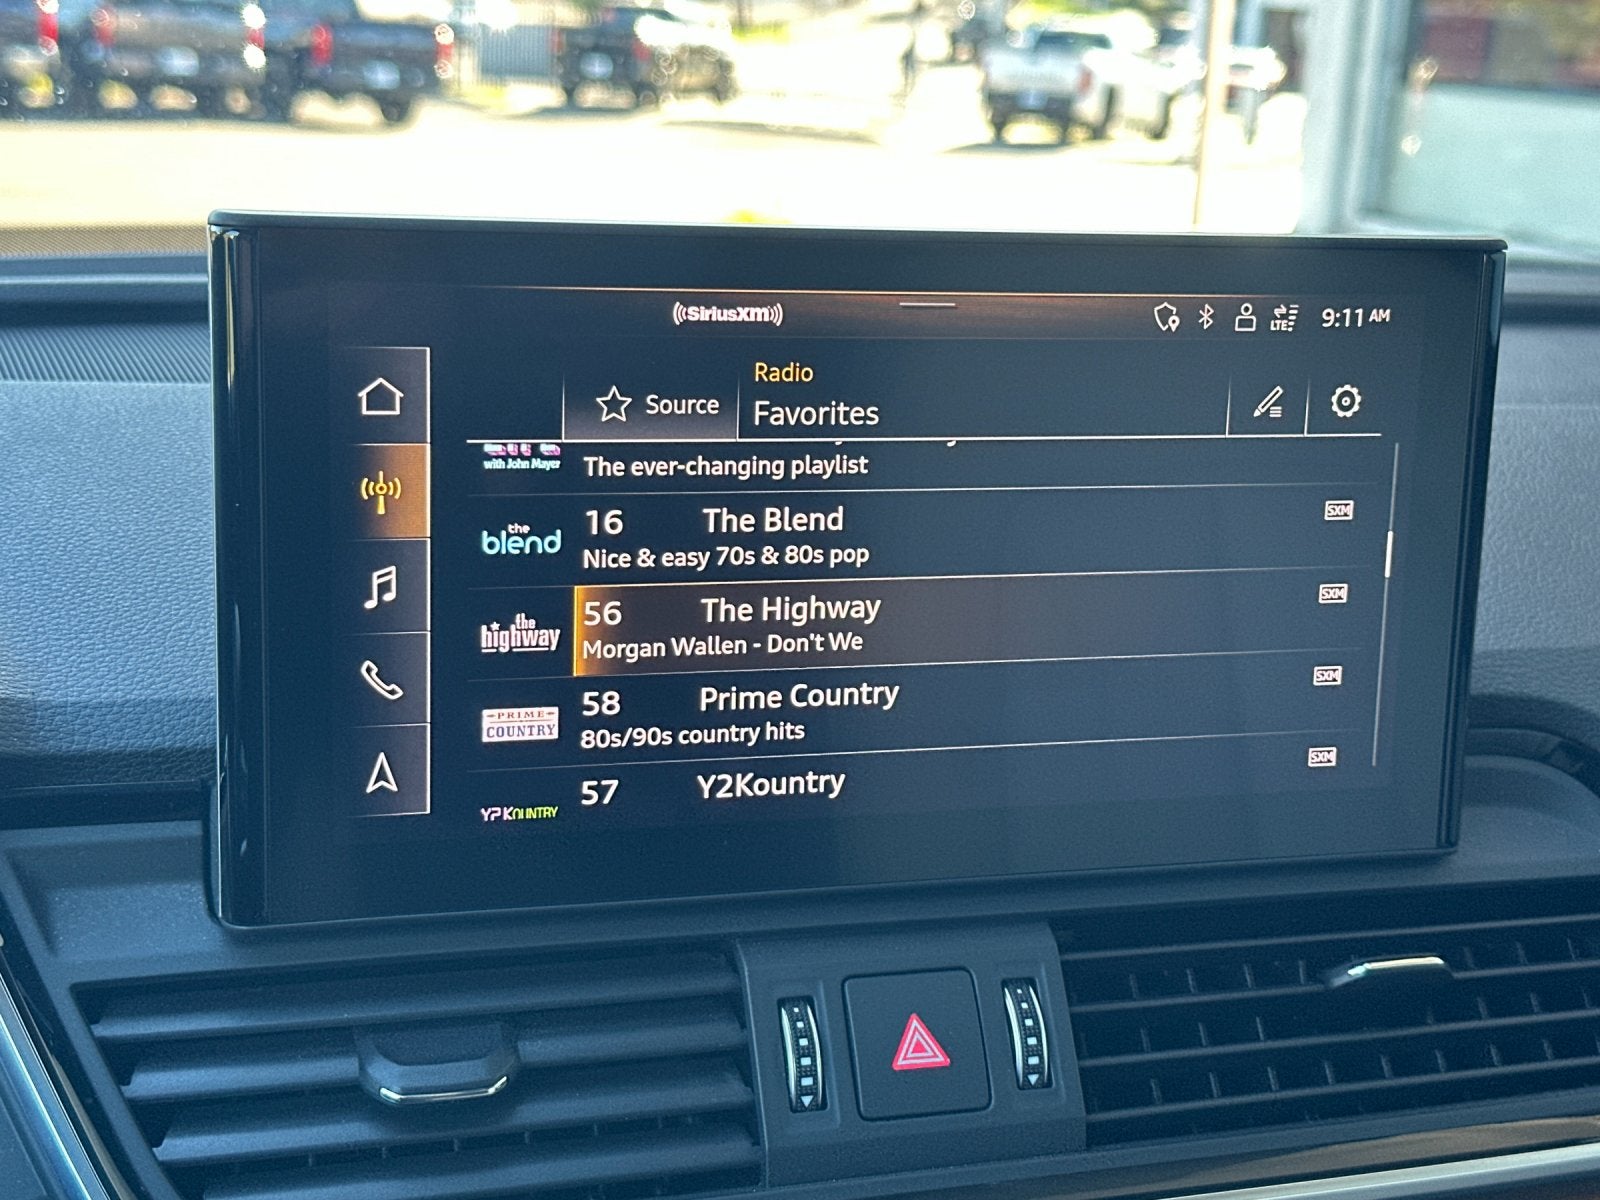 ((SiriusXM))
LTE
9:11 AM
Radio
Source
Favorites
with John Mayer
The ever-changing playlist
the
blend
16 The Blend
SXM
Nice & easy 70s & 80s pop
the
highway
56 The Highway
SXM
Morgan Wallen - Don't We
PRIME
COUNTRY
58 Prime Country
SXM
80s/90s country hits
Y2KOUNTRY
57 Y2Kountry
SXM